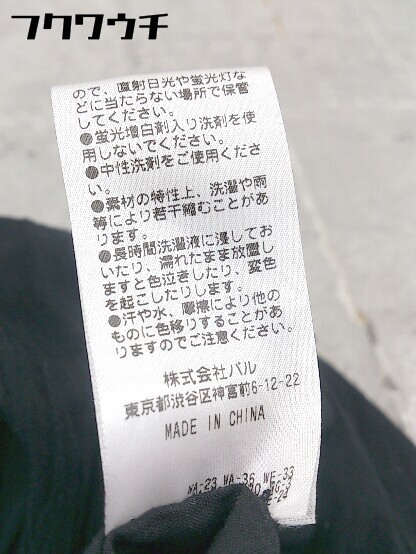 フクワウチ
ので、直射日光や蛍光灯な
どに当たらない場所で保管
してください。
●蛍光増白剤入り洗剤を使
用しないでください。
●中性洗剤をご使用くださ
い。
●素材の特性上、洗濯や雨
等により若干縮むことがあ
ります。
●長時間洗濯液に浸してお
いたり、濡れたまま放置し
ますと色泣きしたり、変色
を起こしたりします。
●汗や水、摩擦により他の
ものに色移りすることがあ
りますのでご注意ください。
株式会社パル
東京都渋谷区神宮前6-12-22
MADE IN CHINA
WA-23 WA-36 WF-33